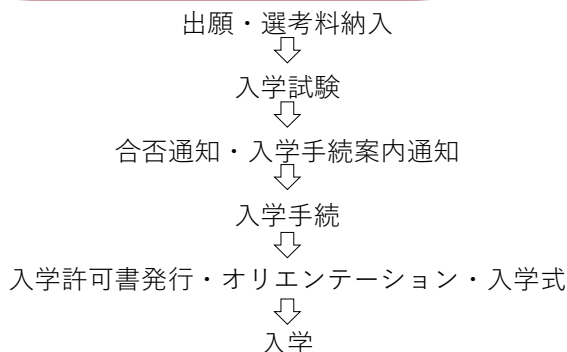 出願・選考料納入
入学試験
合否通知・入学手続案内通知
入学手続
入学許可書発行・オリエンテーション・入学式
入学